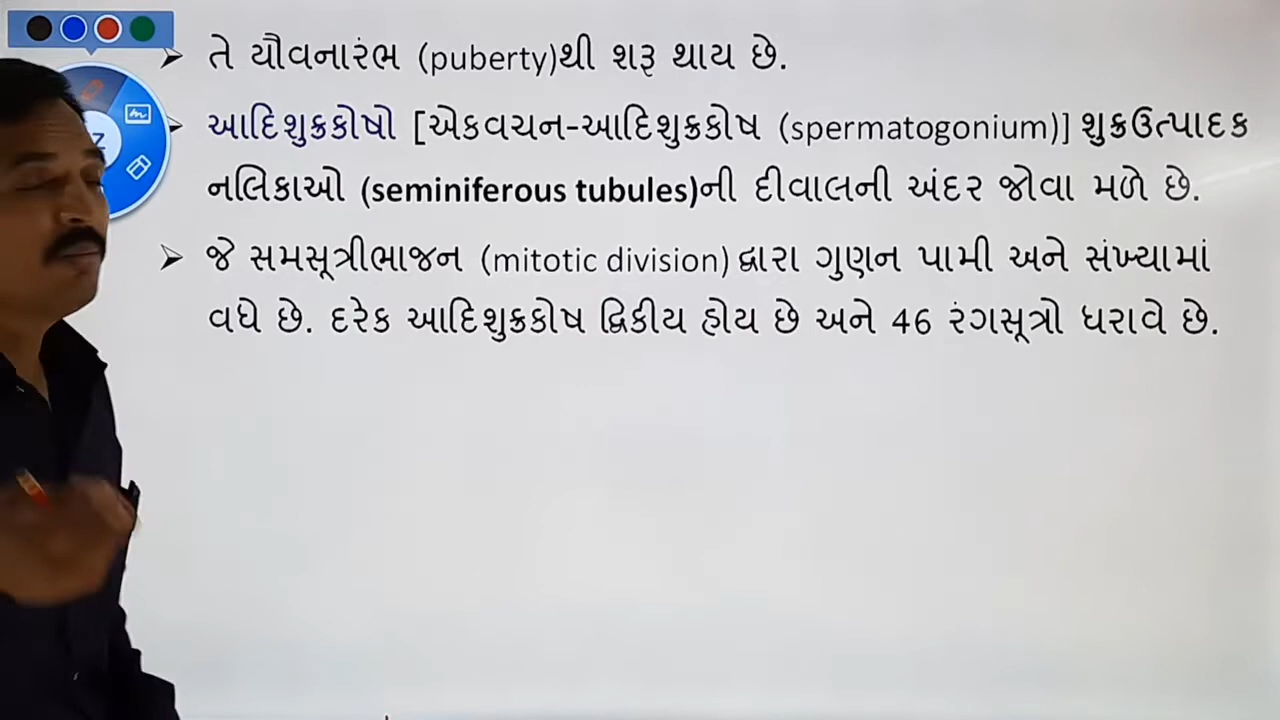 ➤ તે યૌવનારંભ (puberty)થી શરૂ થાય છે.
આદિશુક્રકોષો [એકવચન-આદિશુક્રકોષ (spermatogonium)] શુક્રઉત્પાદક
નલિકાઓ (seminiferous tubules)ની દીવાલની અંદર જોવા મળે છે.
➤ જે સમસૂત્રીભાજન (mitotic division) દ્વારા ગુણન પામી અને સંખ્યામાં
વધે છે. દરેક આદિશુક્રકોષ દ્વિકીય હોય છે અને 46 રંગસૂત્રો ધરાવે છે.